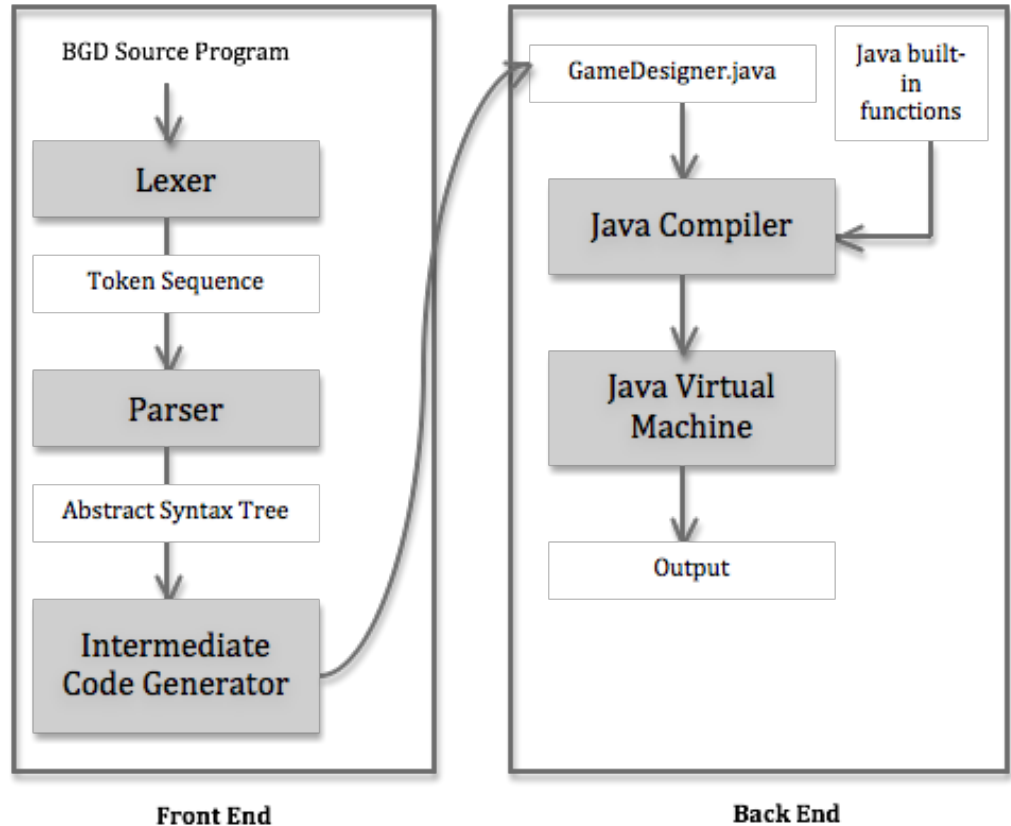 BGD Source Program
Lexer
Token Sequence
Parser
Abstract Syntax Tree
Intermediate
Code Generator
Front End
GameDesigner.java
Java built-
in
functions
Java Compiler
Java Virtual
Machine
Output
Back End